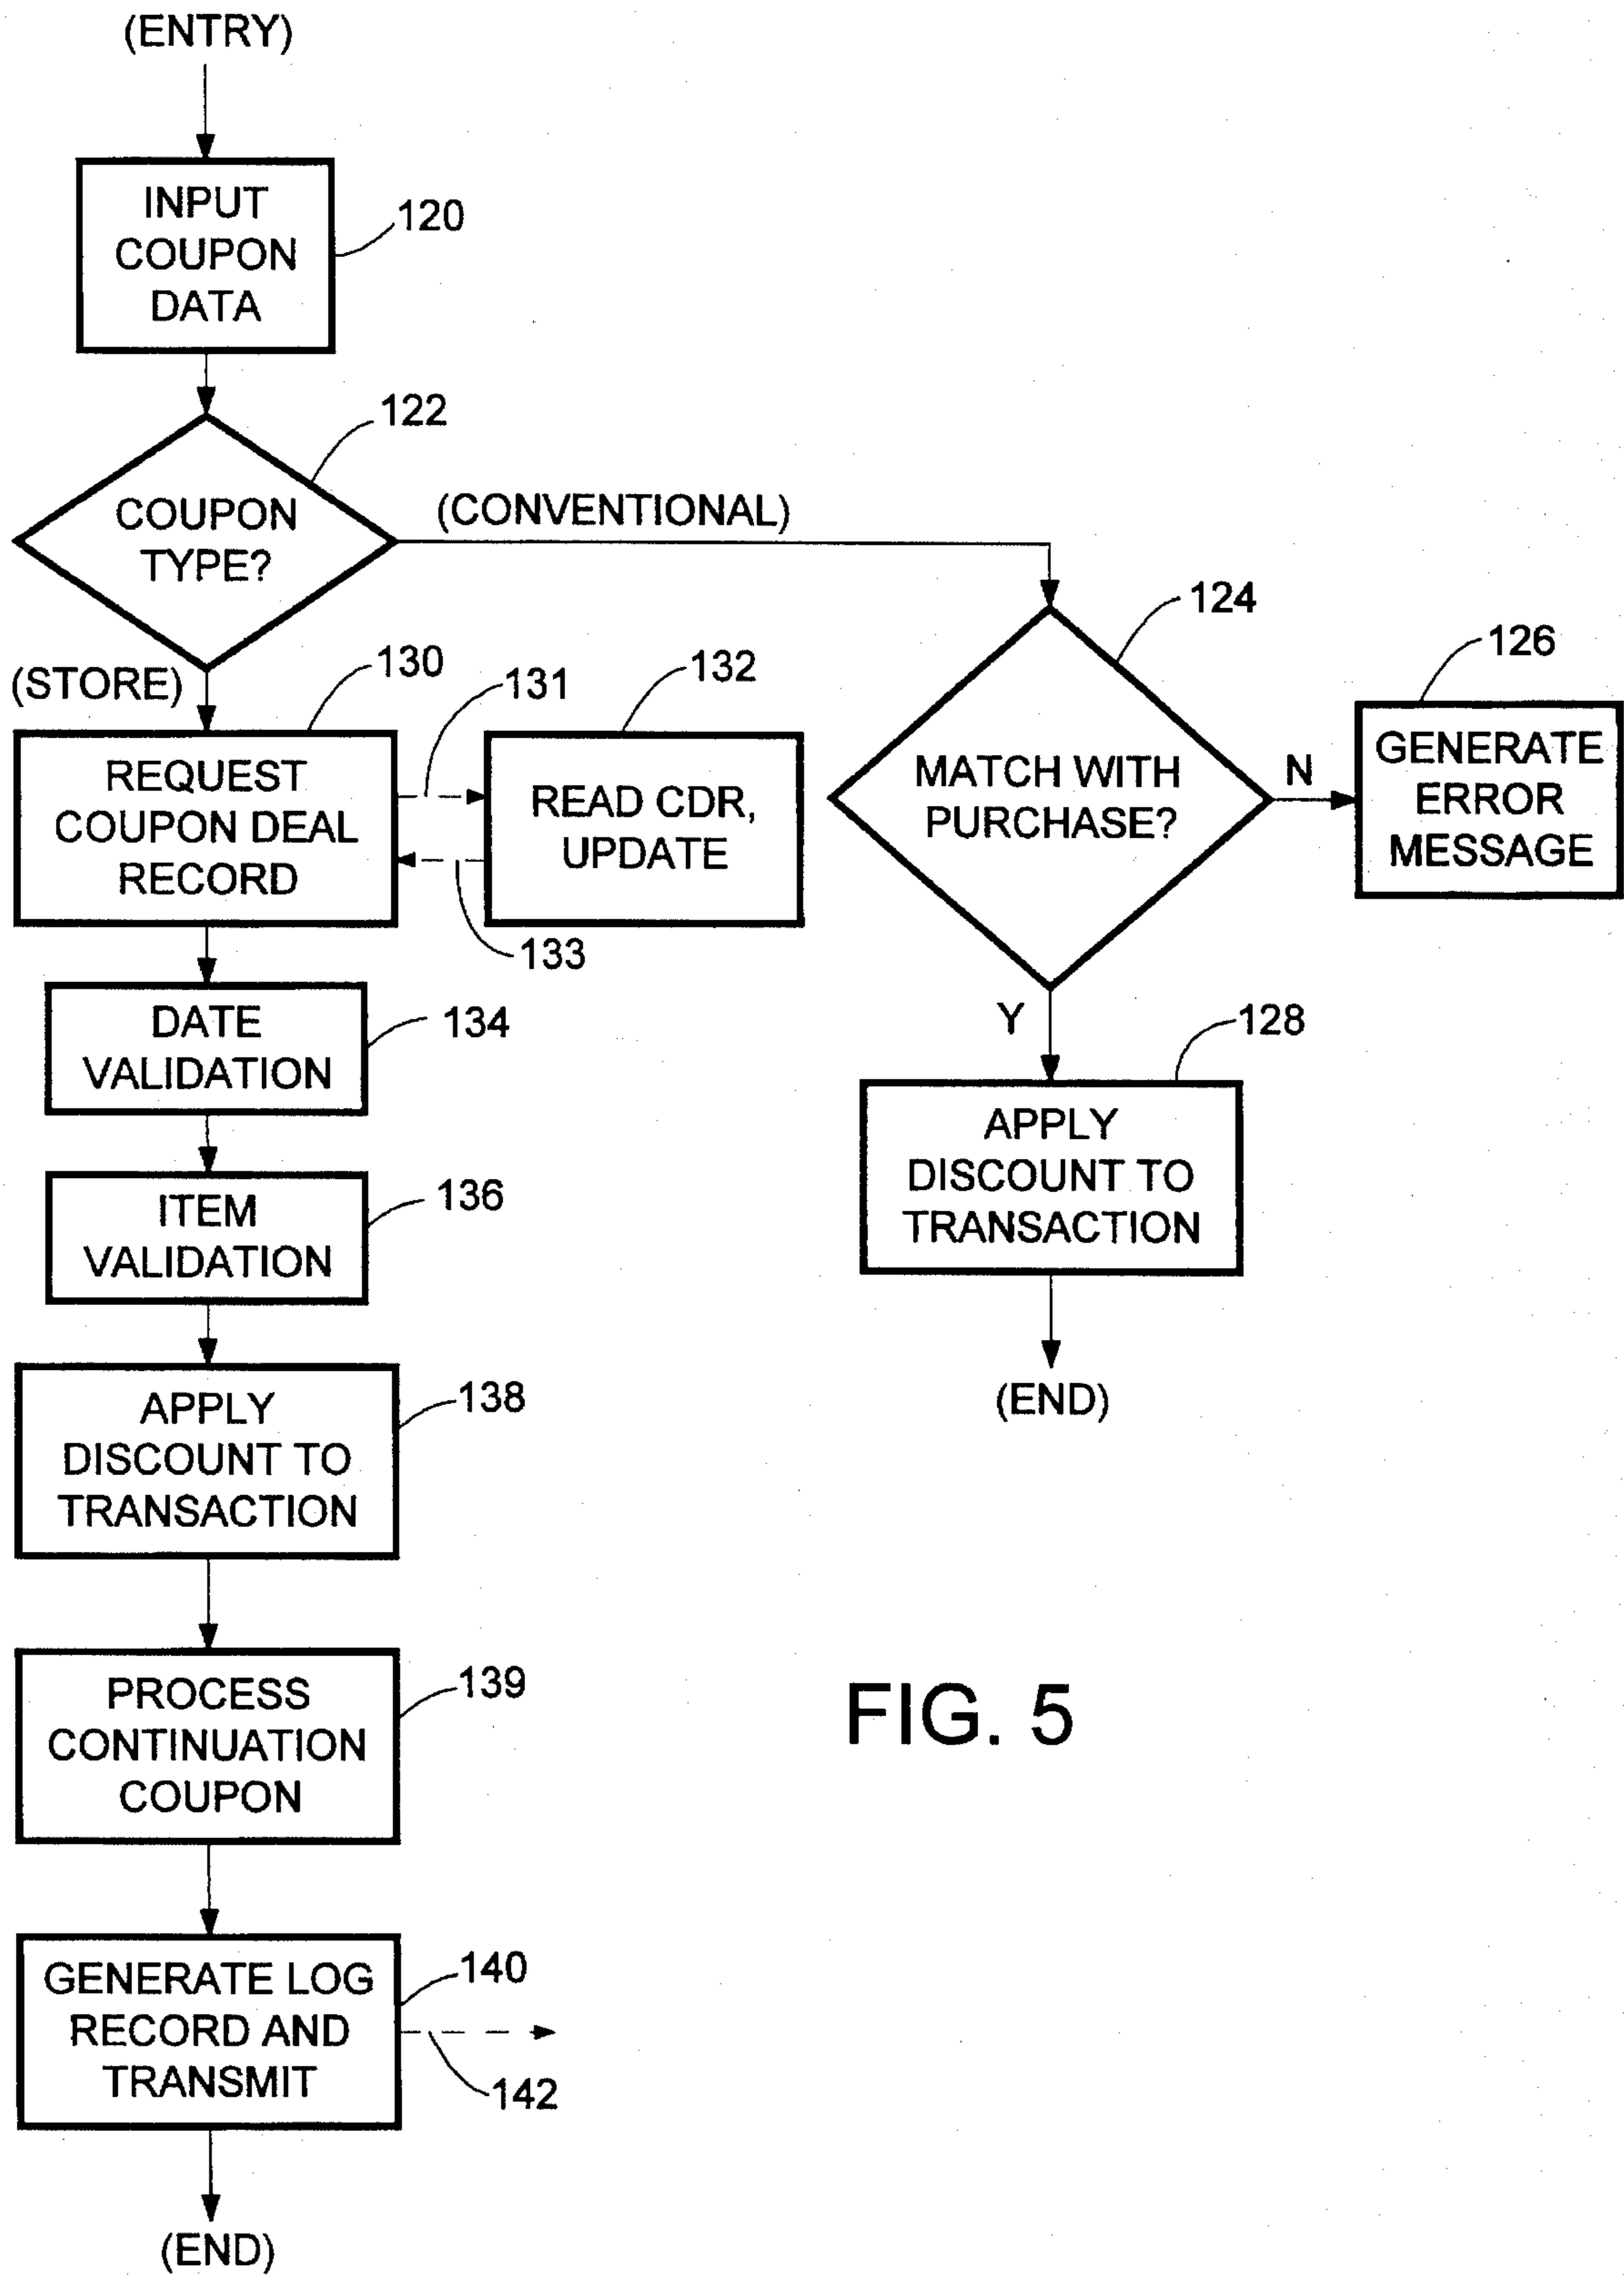 (ENTRY)
INPUT
COUPON
DATA
120
122
COUPON
TYPE?
(CONVENTIONAL)
(STORE)
130
131
132
REQUEST
COUPON DEAL
RECORD
READ CDR,
UPDATE
133
124
MATCH WITH
PURCHASE?
N
126
GENERATE
ERROR
MESSAGE
Y
128
APPLY
DISCOUNT TO
TRANSACTION
(END)
DATE
VALIDATION
134
ITEM
VALIDATION
136
APPLY
DISCOUNT TO
TRANSACTION
138
PROCESS
CONTINUATION
COUPON
139
GENERATE LOG
RECORD AND
TRANSMIT
140
142
(END)
FIG. 5